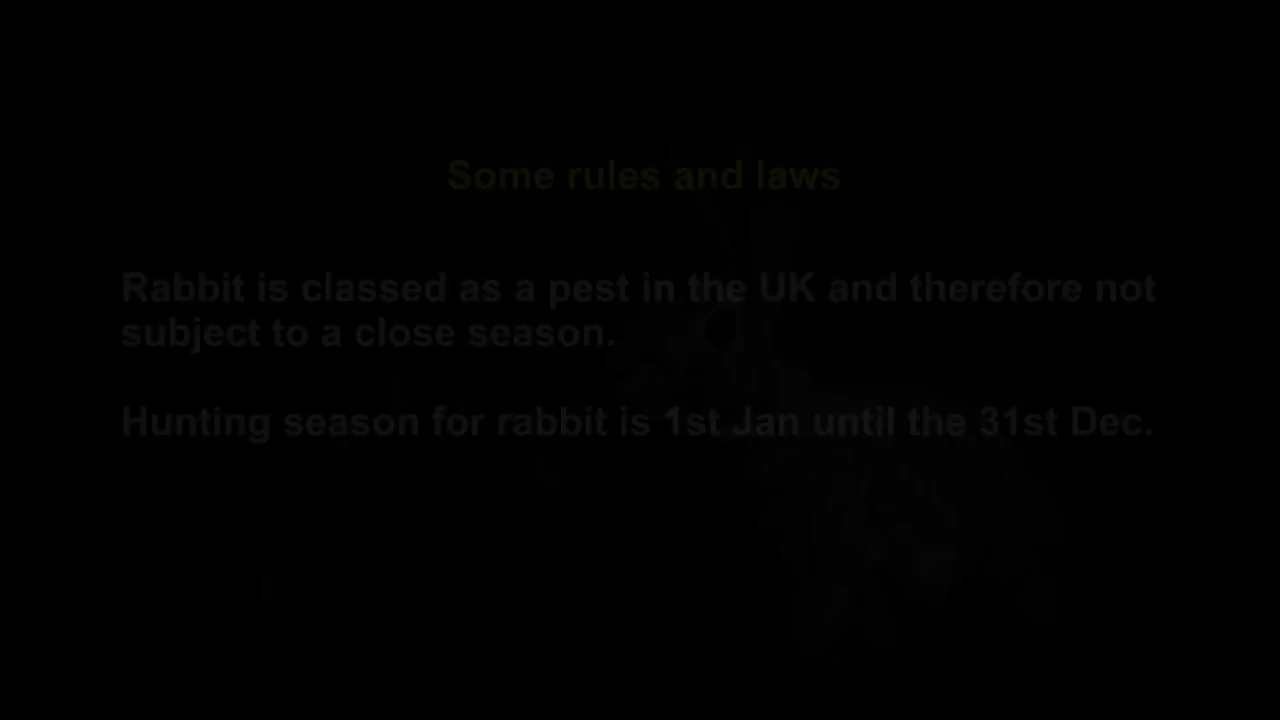 Some rules and laws
Rabbit is classed as a pest in the UK and therefore not
subject to a close season.
Hunting season for rabbit is 1st Jan until the 31st Dec.